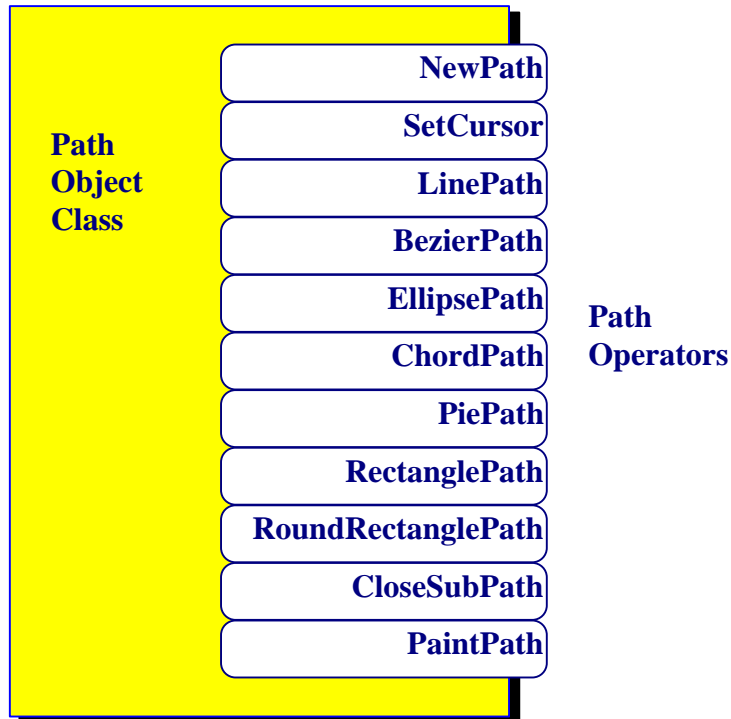 Path
Object
Class
NewPath
SetCursor
LinePath
BezierPath
EllipsePath
ChordPath
PiePath
RectanglePath
RoundRectanglePath
CloseSubPath
PaintPath
Path
Operators